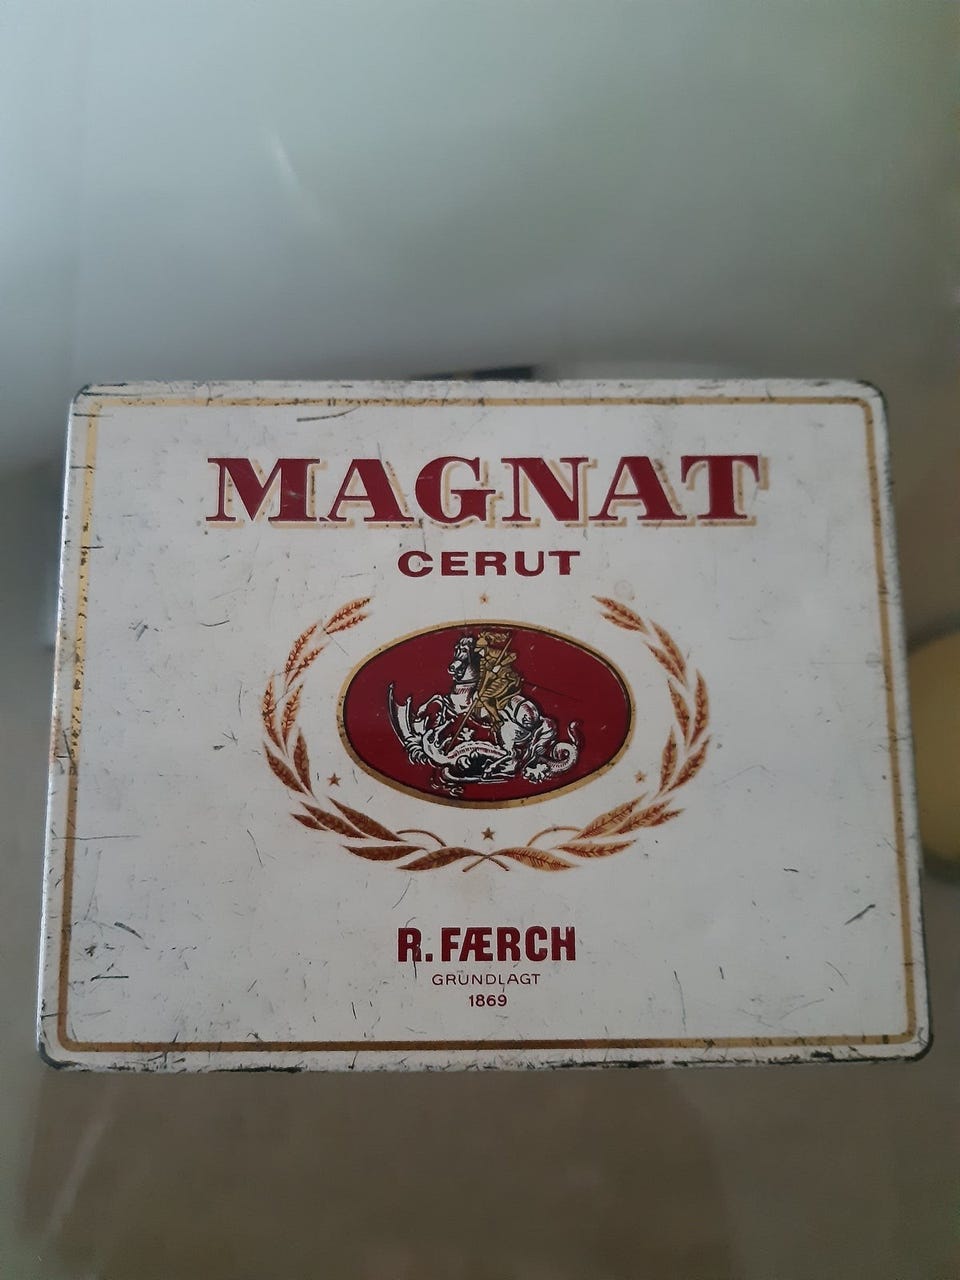 MAGNAT
CERUT
R. FÆRCH
GRUNDLAGT
1869